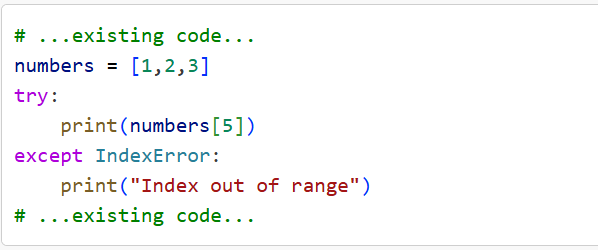 # ...existing code...
numbers = [1,2,3]
try:
    print(numbers[5])
except IndexError:
    print("Index out of range")
# ...existing code...